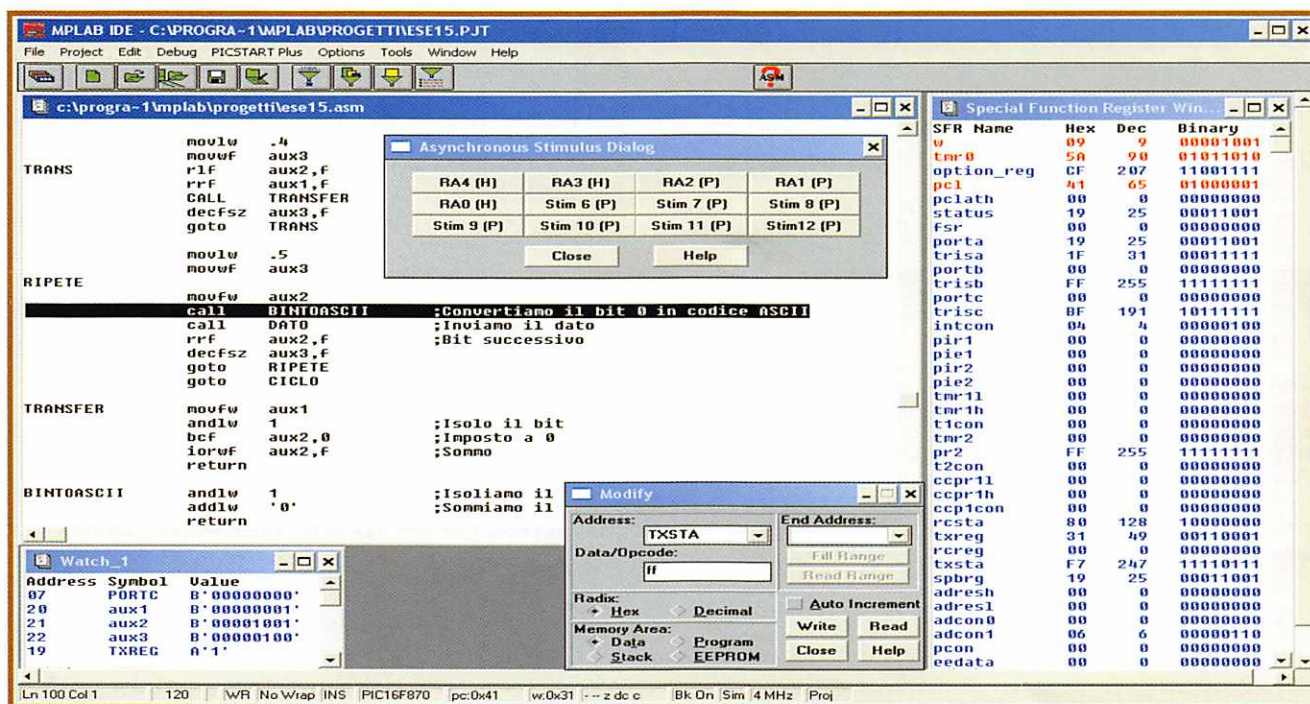 MPLAB IDE - C:\PROGRA~1\MPLAB\PROGETTI\ESE15.PJT
File Project Edit Debug PICSTART Plus Options Tools Window Help
ASM
c:\progra~1\mplab\progetti\ese15.asm
movlw .4
movwf aux3
TRANS rlf aux2,f
rrf aux1,f
CALL TRANSFER
decfsz aux3,f
goto TRANS
movlw .5
movwf aux3
RIPETE
movfw aux2
call BINTOASCII ;Convertiamo il bit 0 in codice ASCII
call DATO ;Inviamo il dato
rrf aux2,f ;Bit successivo
decfsz aux3,f
goto RIPETE
goto CICLO
TRANSFER movfw aux1
andlw 1 ;Isolo il bit
bcf aux2,0 ;Imposto a 0
iorwf aux2,f ;Sommo
return
BINTOASCII andlw 1 ;Isoliamo il
addlw '0' ;Sommiamo il
return
Asynchronous Stimulus Dialog
RA4 (H) RA3 (H) RA2 (P) RA1 (P)
RA0 (H) Stim 6 (P) Stim 7 (P) Stim 8 (P)
Stim 9 (P) Stim 10 (P) Stim 11 (P) Stim12 (P)
Close Help
Special Function Register Win...
SFR Name Hex Dec Binary
w 09 9 00001001
tmr0 5A 90 01011010
option_reg CF 207 11001111
pcl 41 65 01000001
pclath 00 0 00000000
status 19 25 00011001
fsr 00 0 00000000
porta 19 25 00011001
trisa 1F 31 00011111
portb 00 0 00000000
trisb FF 255 11111111
portc 00 0 00000000
trisc BF 191 10111111
intcon 04 4 00000100
pir1 00 0 00000000
pie1 00 0 00000000
pir2 00 0 00000000
pie2 00 0 00000000
tmr1l 00 0 00000000
tmr1h 00 0 00000000
t1con 00 0 00000000
tmr2 00 0 00000000
pr2 FF 255 11111111
t2con 00 0 00000000
ccpr1l 00 0 00000000
ccpr1h 00 0 00000000
ccp1con 00 0 00000000
rcsta 80 128 10000000
txreg 31 49 00110001
rcreg 00 0 00000000
txsta F7 247 11110111
spbrg 19 25 00011001
adresh 00 0 00000000
adresl 00 0 00000000
adcon0 00 0 00000000
adcon1 06 6 00000110
pcon 00 0 00000000
eedata 00 0 00000000
Modify
Address: End Address:
TXSTA
Data/Opcode: Fill Range
ff Read Range
Radix: Auto Increment
Hex Decimal
Memory Area: Write Read
Data Program
Stack EEPROM Close Help
Watch_1
Address Symbol Value
07 PORTC B'00000000'
20 aux1 B'00000001'
21 aux2 B'00001001'
22 aux3 B'00000100'
19 TXREG A'1'
Ln 100 Col 1 120 WR No Wrap INS PIC16F870 pc:0x41 w:0x31 - -- z dc c Bk On Sim 4 MHz Proj